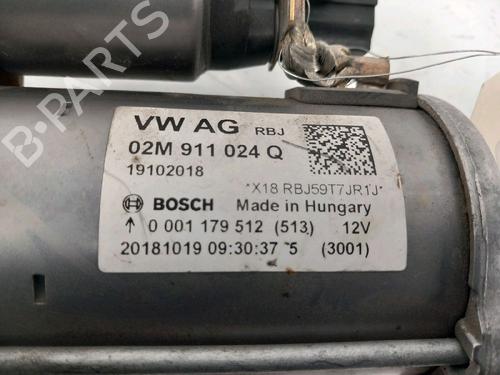 VW AG RBJ
02M 911 024 Q
19102018
*X18 RBJ59T7JR1J*
BOSCH Made in Hungary
0 001 179 512 (513) 12V
20181019 09:30:37 5 (3001)
B-Parts